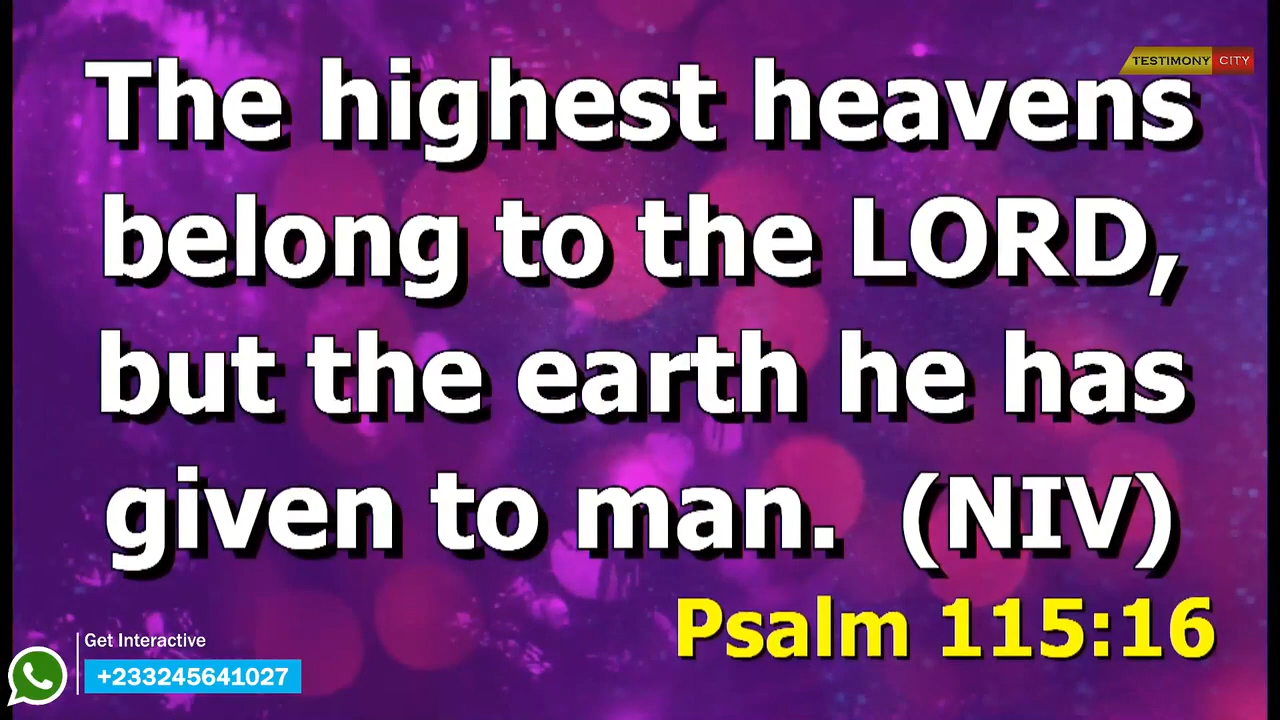 TESTIMONY CITY
The highest heavens
belong to the LORD,
but the earth he has
given to man. (NIV)
Psalm 115:16
Get Interactive
+233245641027